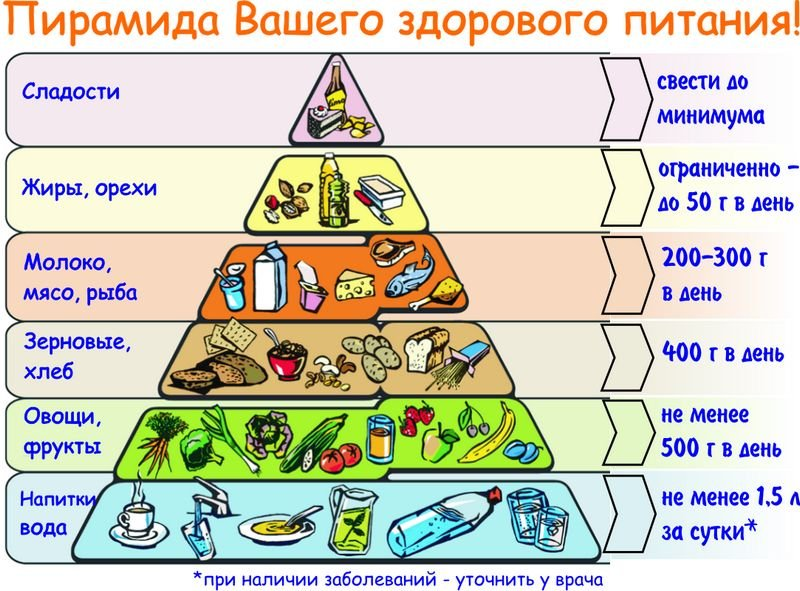 Пирамида Вашего здорового питания!
Сладости
свести до
минимума
Жиры, орехи
ограниченно –
до 50 г в день
Молоко,
мясо, рыба
200–300 г
в день
Зерновые,
хлеб
400 г в день
Овощи,
фрукты
не менее
500 г в день
Напитки
вода
не менее 1,5 л
за сутки*
*при наличии заболеваний - уточнить у врача